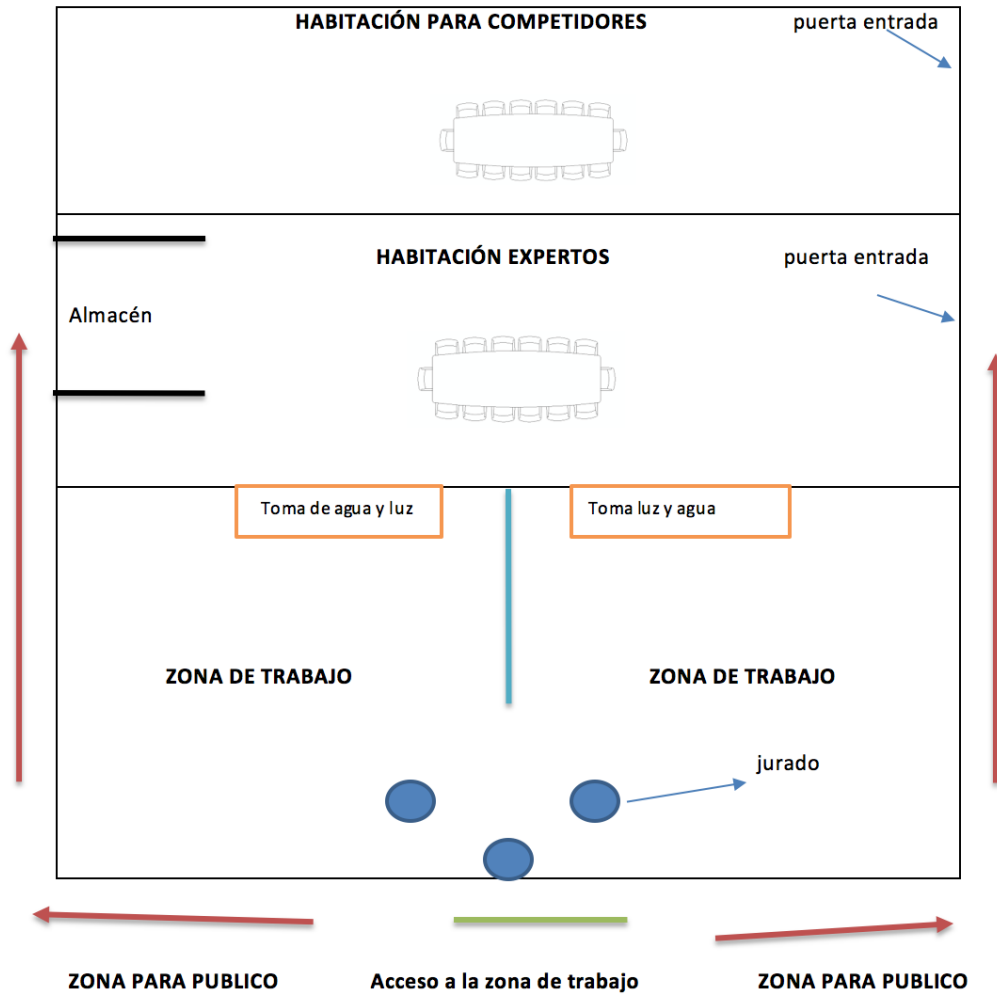 HABITACIÓN PARA COMPETIDORES
puerta entrada
HABITACIÓN EXPERTOS
puerta entrada
Almacén
Toma de agua y luz
Toma luz y agua
ZONA DE TRABAJO
ZONA DE TRABAJO
jurado
ZONA PARA PUBLICO
Acceso a la zona de trabajo
ZONA PARA PUBLICO